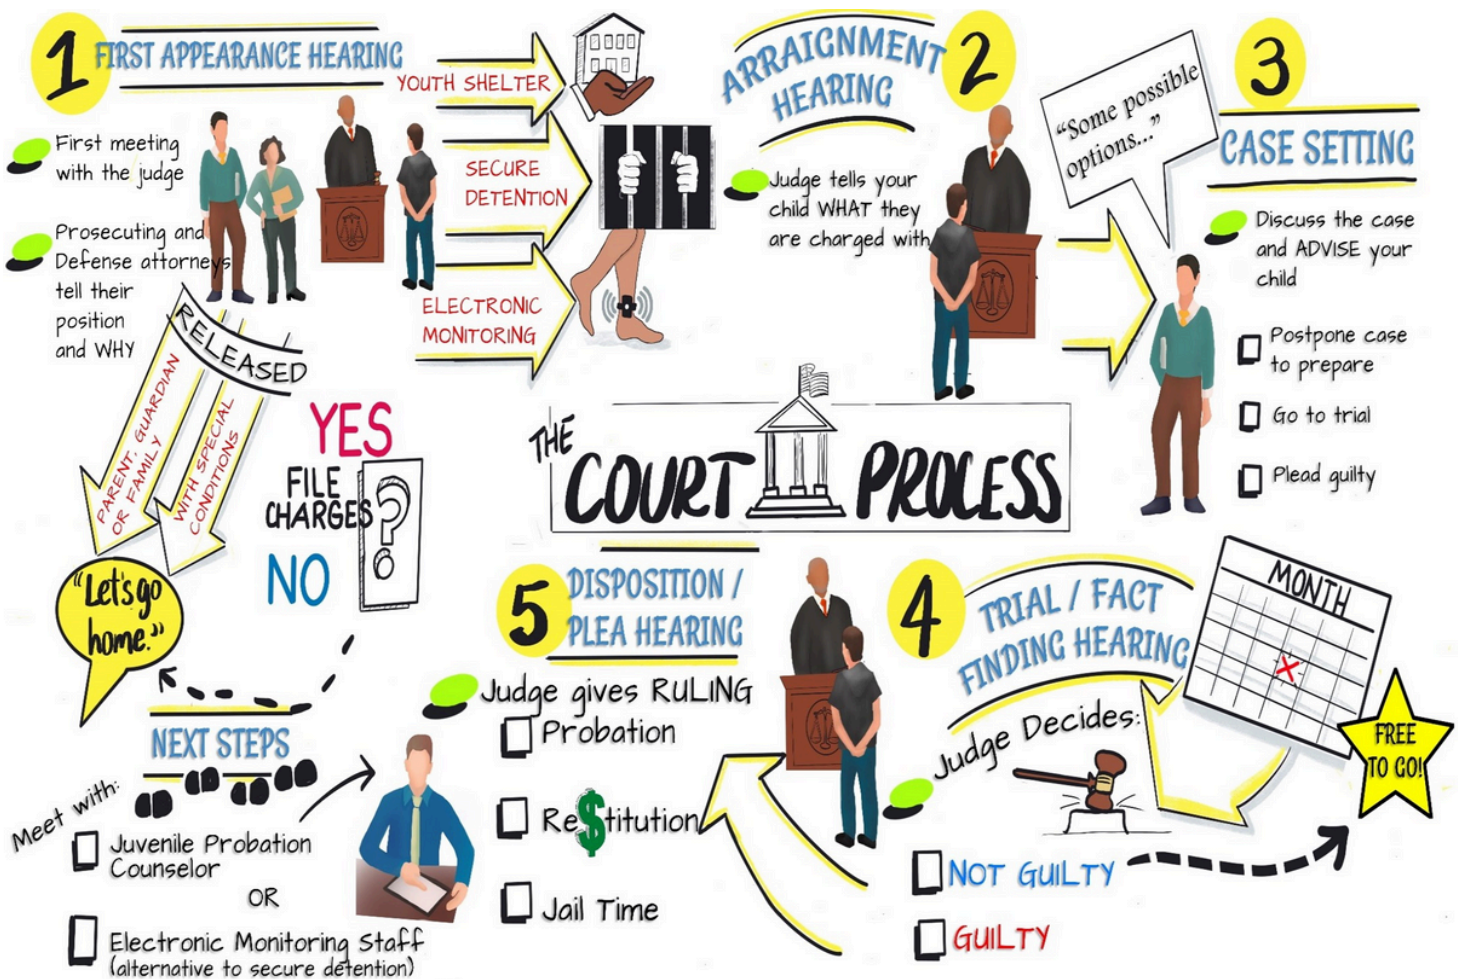 1
FIRST APPEARANCE HEARING
First meeting
with the judge
Prosecuting and
Defense attorneys
tell their
position
and WHY
YOUTH SHELTER
SECURE
DETENTION
ELECTRONIC
MONITORING
RELEASED
PARENT, GUARDIAN
OR FAMILY
WITH SPECIAL
CONDITIONS
"Let's go
home."
YES
FILE
CHARGES
?
NO
NEXT STEPS
Meet with:
Juvenile Probation
Counselor
OR
Electronic Monitoring Staff
(alternative to secure detention)
THE
COURT PROCESS
ARRAIGNMENT
HEARING
2
Judge tells your
child WHAT they
are charged with
"Some possible
options..."
3
CASE SETTING
Discuss the case
and ADVISE your
child
Postpone case
to prepare
Go to trial
Plead guilty
4
TRIAL / FACT
FINDING HEARING
MONTH
X
Judge Decides:
NOT GUILTY
GUILTY
FREE
TO GO!
5
DISPOSITION /
PLEA HEARING
Judge gives RULING
Probation
Re$titution
Jail Time